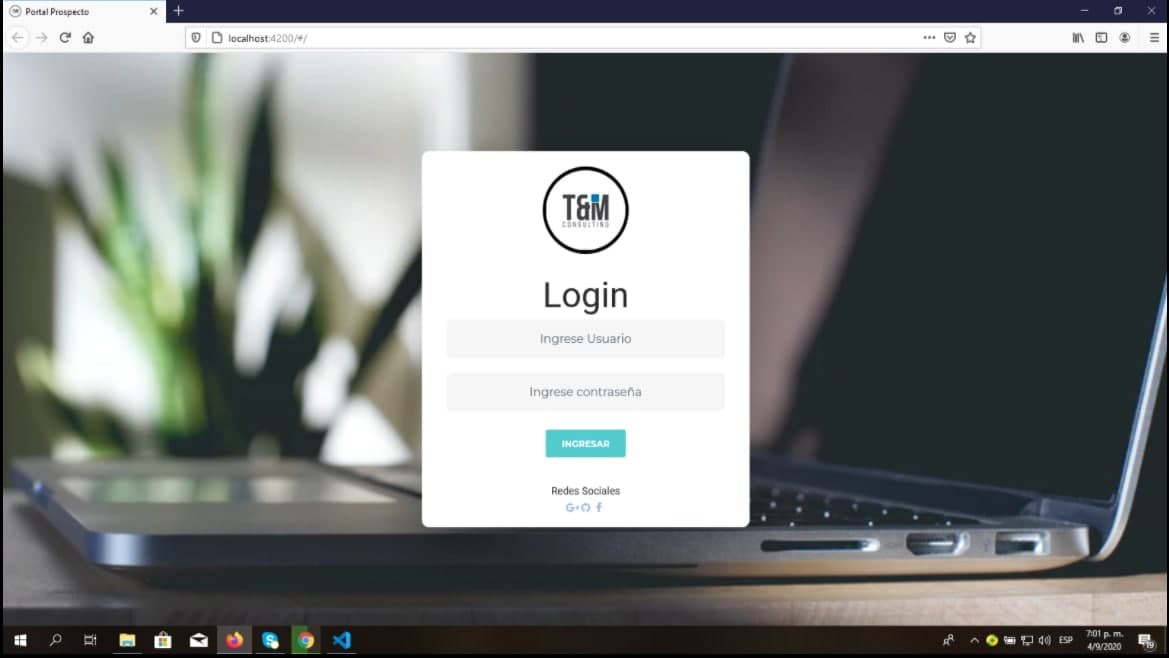 Portal Prospecto
localhost:4200/#/
T&M
CONSULTING
Login
Ingrese Usuario
Ingrese contraseña
INGRESAR
Redes Sociales
ESP
7:01 p. m.
4/9/2020
19